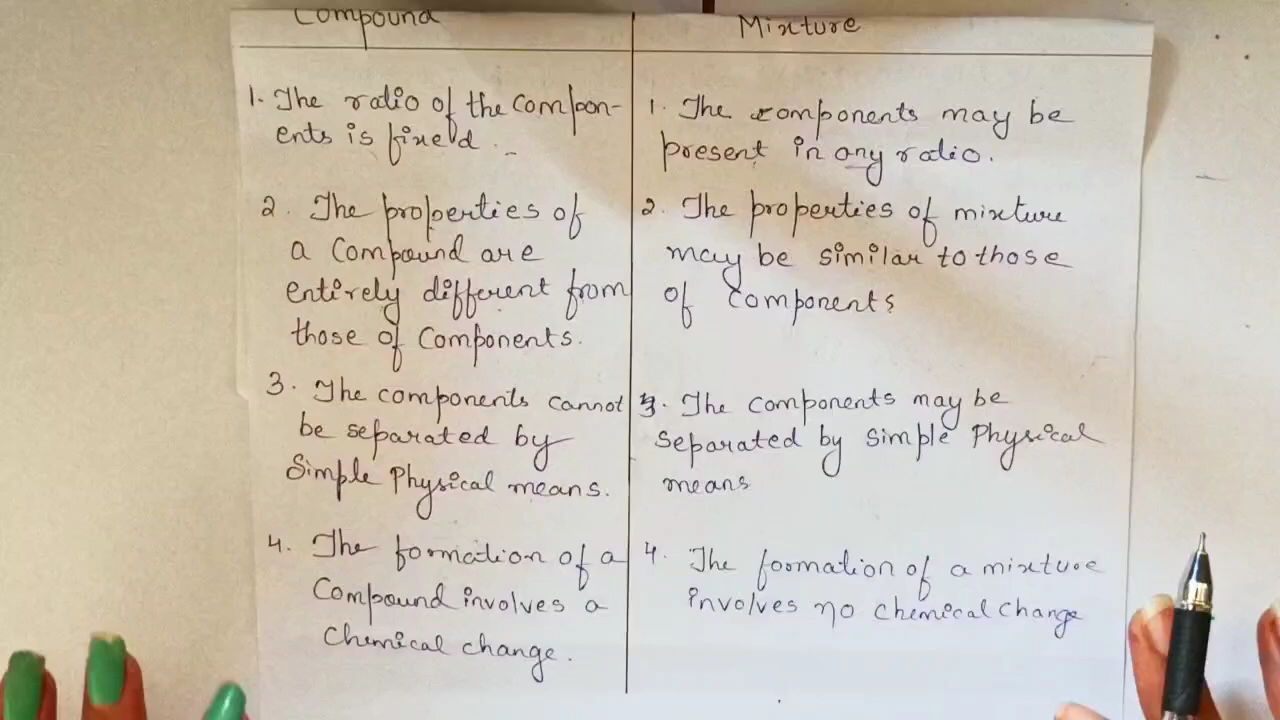 Compound
Mixture
1. The ratio of the compon-
ents is fixed.
2. The properties of
a compound are
entirely different from
those of components.
3. The components cannot
be separated by
Simple Physical means.
4. The formation of a
Compound involves a
chemical change.
1. The components may be
present in any ratio.
2. The properties of mixture
may be similar to those
of components
3. The components may be
separated by simple Physical
means
4. The formation of a mixture
involves no chemical change